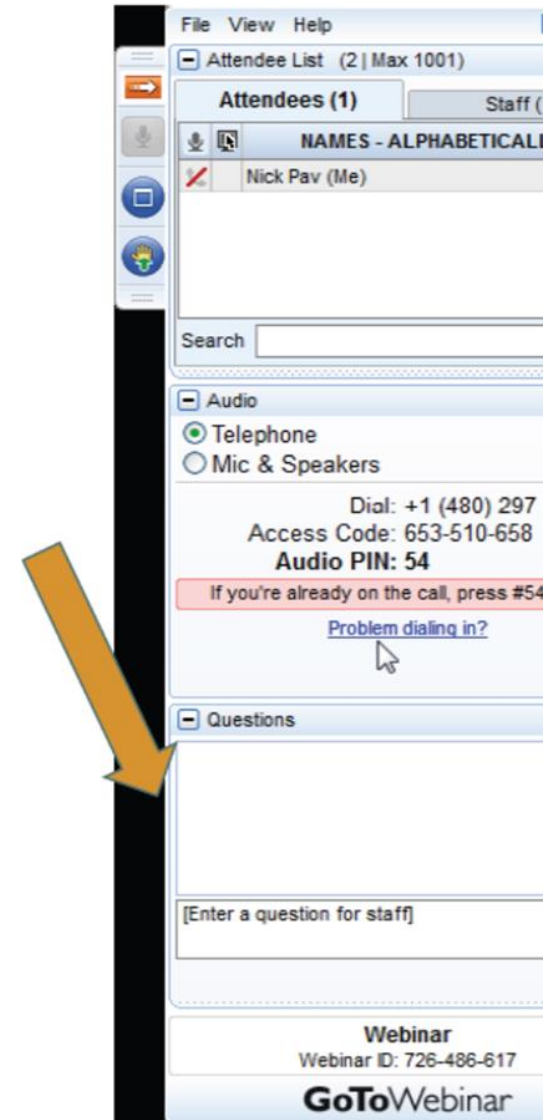 File View Help
Attendee List (2 | Max 1001)
Attendees (1) Staff (
NAMES - ALPHABETICALL
Nick Pav (Me)
Search
Audio
Telephone
Mic & Speakers
Dial: +1 (480) 297
Access Code: 653-510-658
Audio PIN: 54
If you're already on the call, press #54
Problem dialing in?
Questions
[Enter a question for staff]
Webinar
Webinar ID: 726-486-617
GoToWebinar